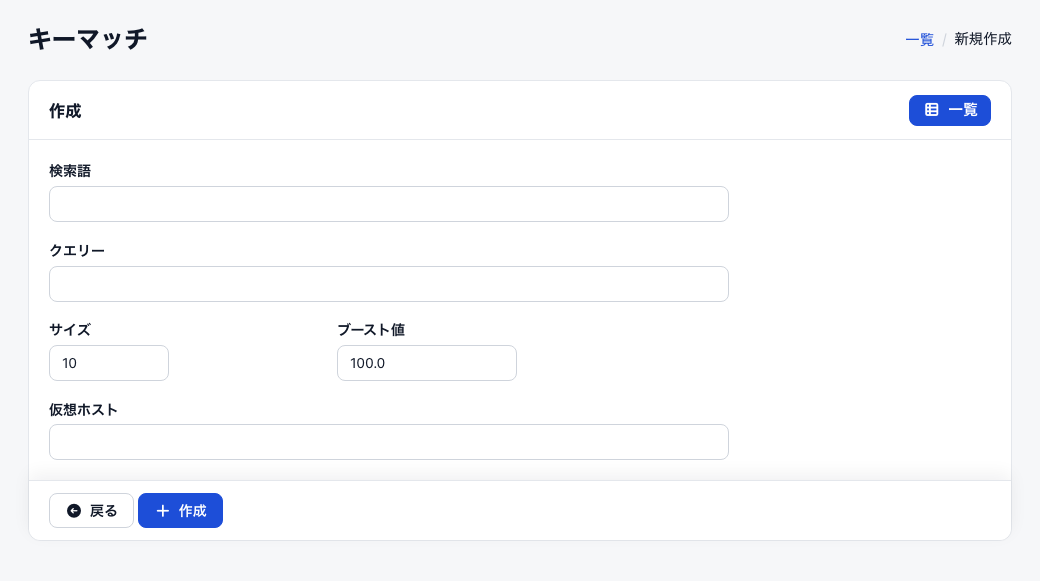 キーマッチ
一覧 / 新規作成
作成
一覧
検索語
クエリー
サイズ
ブースト値
10
100.0
仮想ホスト
戻る
作成